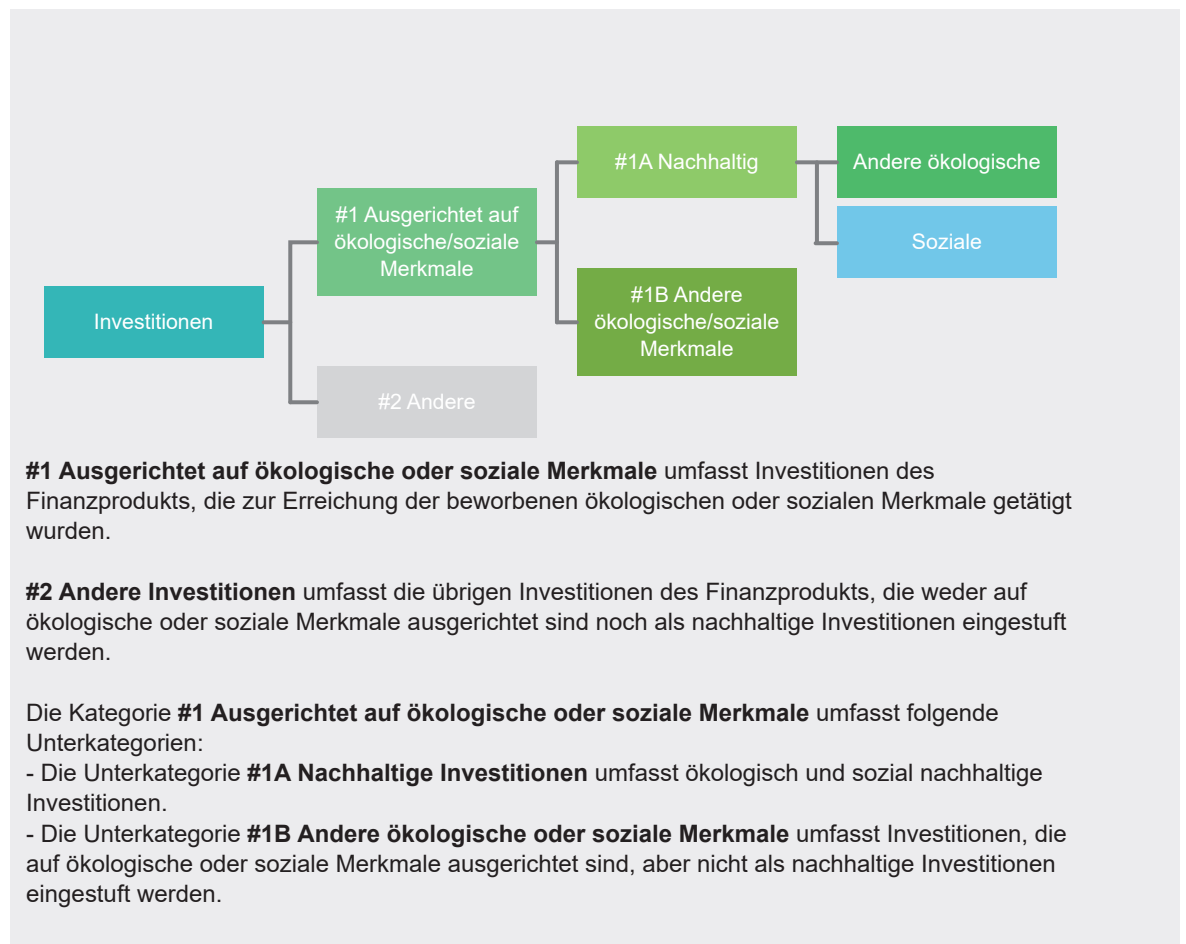 #1A Nachhaltig
Andere ökologische
#1 Ausgerichtet auf
ökologische/soziale
Merkmale
Soziale
Investitionen
#1B Andere
ökologische/soziale
Merkmale
#2 Andere
#1 Ausgerichtet auf ökologische oder soziale Merkmale umfasst Investitionen des
Finanzprodukts, die zur Erreichung der beworbenen ökologischen oder sozialen Merkmale getätigt
wurden.
#2 Andere Investitionen umfasst die übrigen Investitionen des Finanzprodukts, die weder auf
ökologische oder soziale Merkmale ausgerichtet sind noch als nachhaltige Investitionen eingestuft
werden.
Die Kategorie #1 Ausgerichtet auf ökologische oder soziale Merkmale umfasst folgende
Unterkategorien:
- Die Unterkategorie #1A Nachhaltige Investitionen umfasst ökologisch und sozial nachhaltige
Investitionen.
- Die Unterkategorie #1B Andere ökologische oder soziale Merkmale umfasst Investitionen, die
auf ökologische oder soziale Merkmale ausgerichtet sind, aber nicht als nachhaltige Investitionen
eingestuft werden.